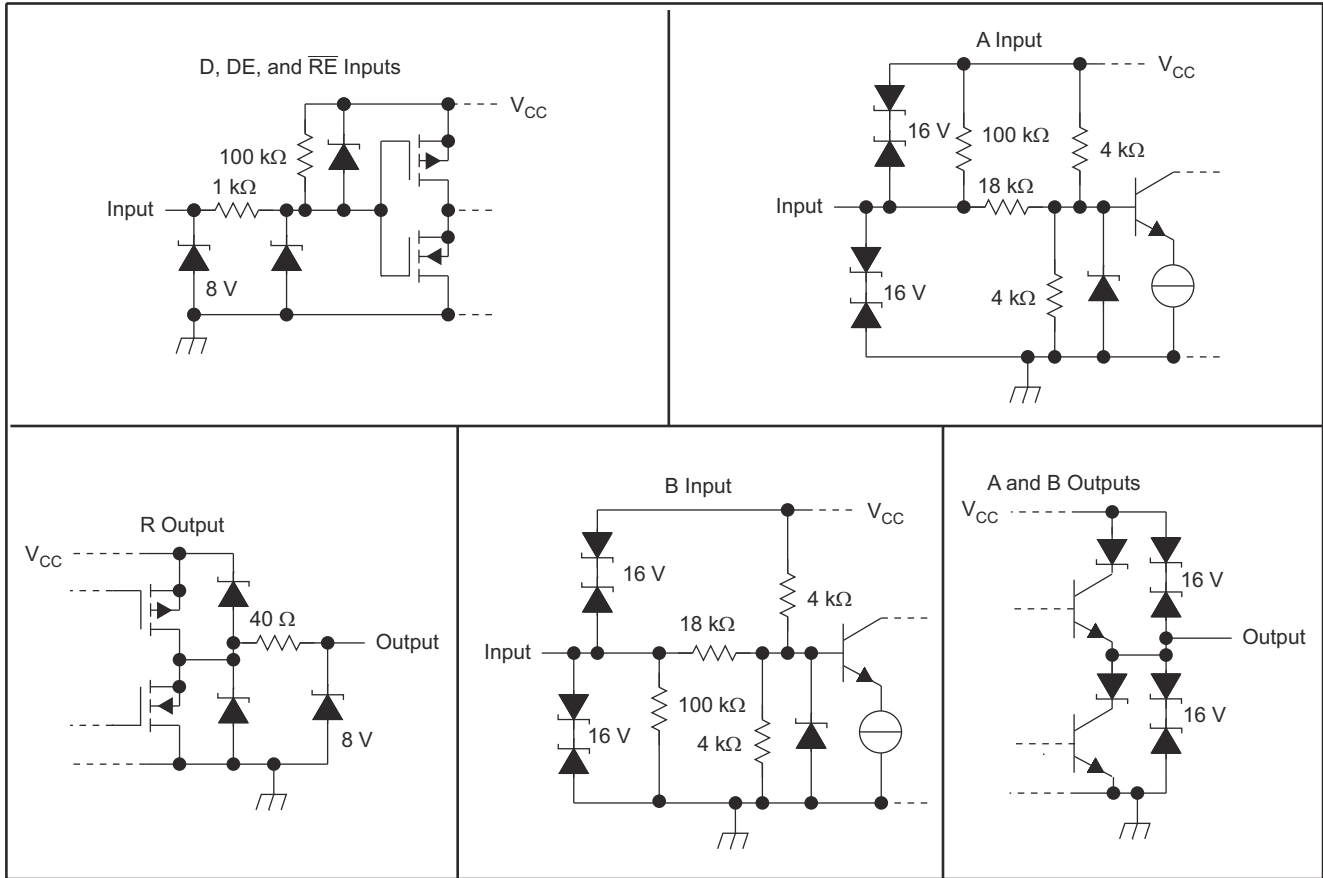 D, DE, and R̅E̅ Inputs
V_CC
100 kΩ
1 kΩ
Input
8 V
A Input
V_CC
16 V
100 kΩ
4 kΩ
18 kΩ
Input
16 V
4 kΩ
R Output
V_CC
40 Ω
Output
8 V
B Input
V_CC
16 V
4 kΩ
18 kΩ
Input
100 kΩ
16 V
4 kΩ
A and B Outputs
V_CC
16 V
Output
16 V